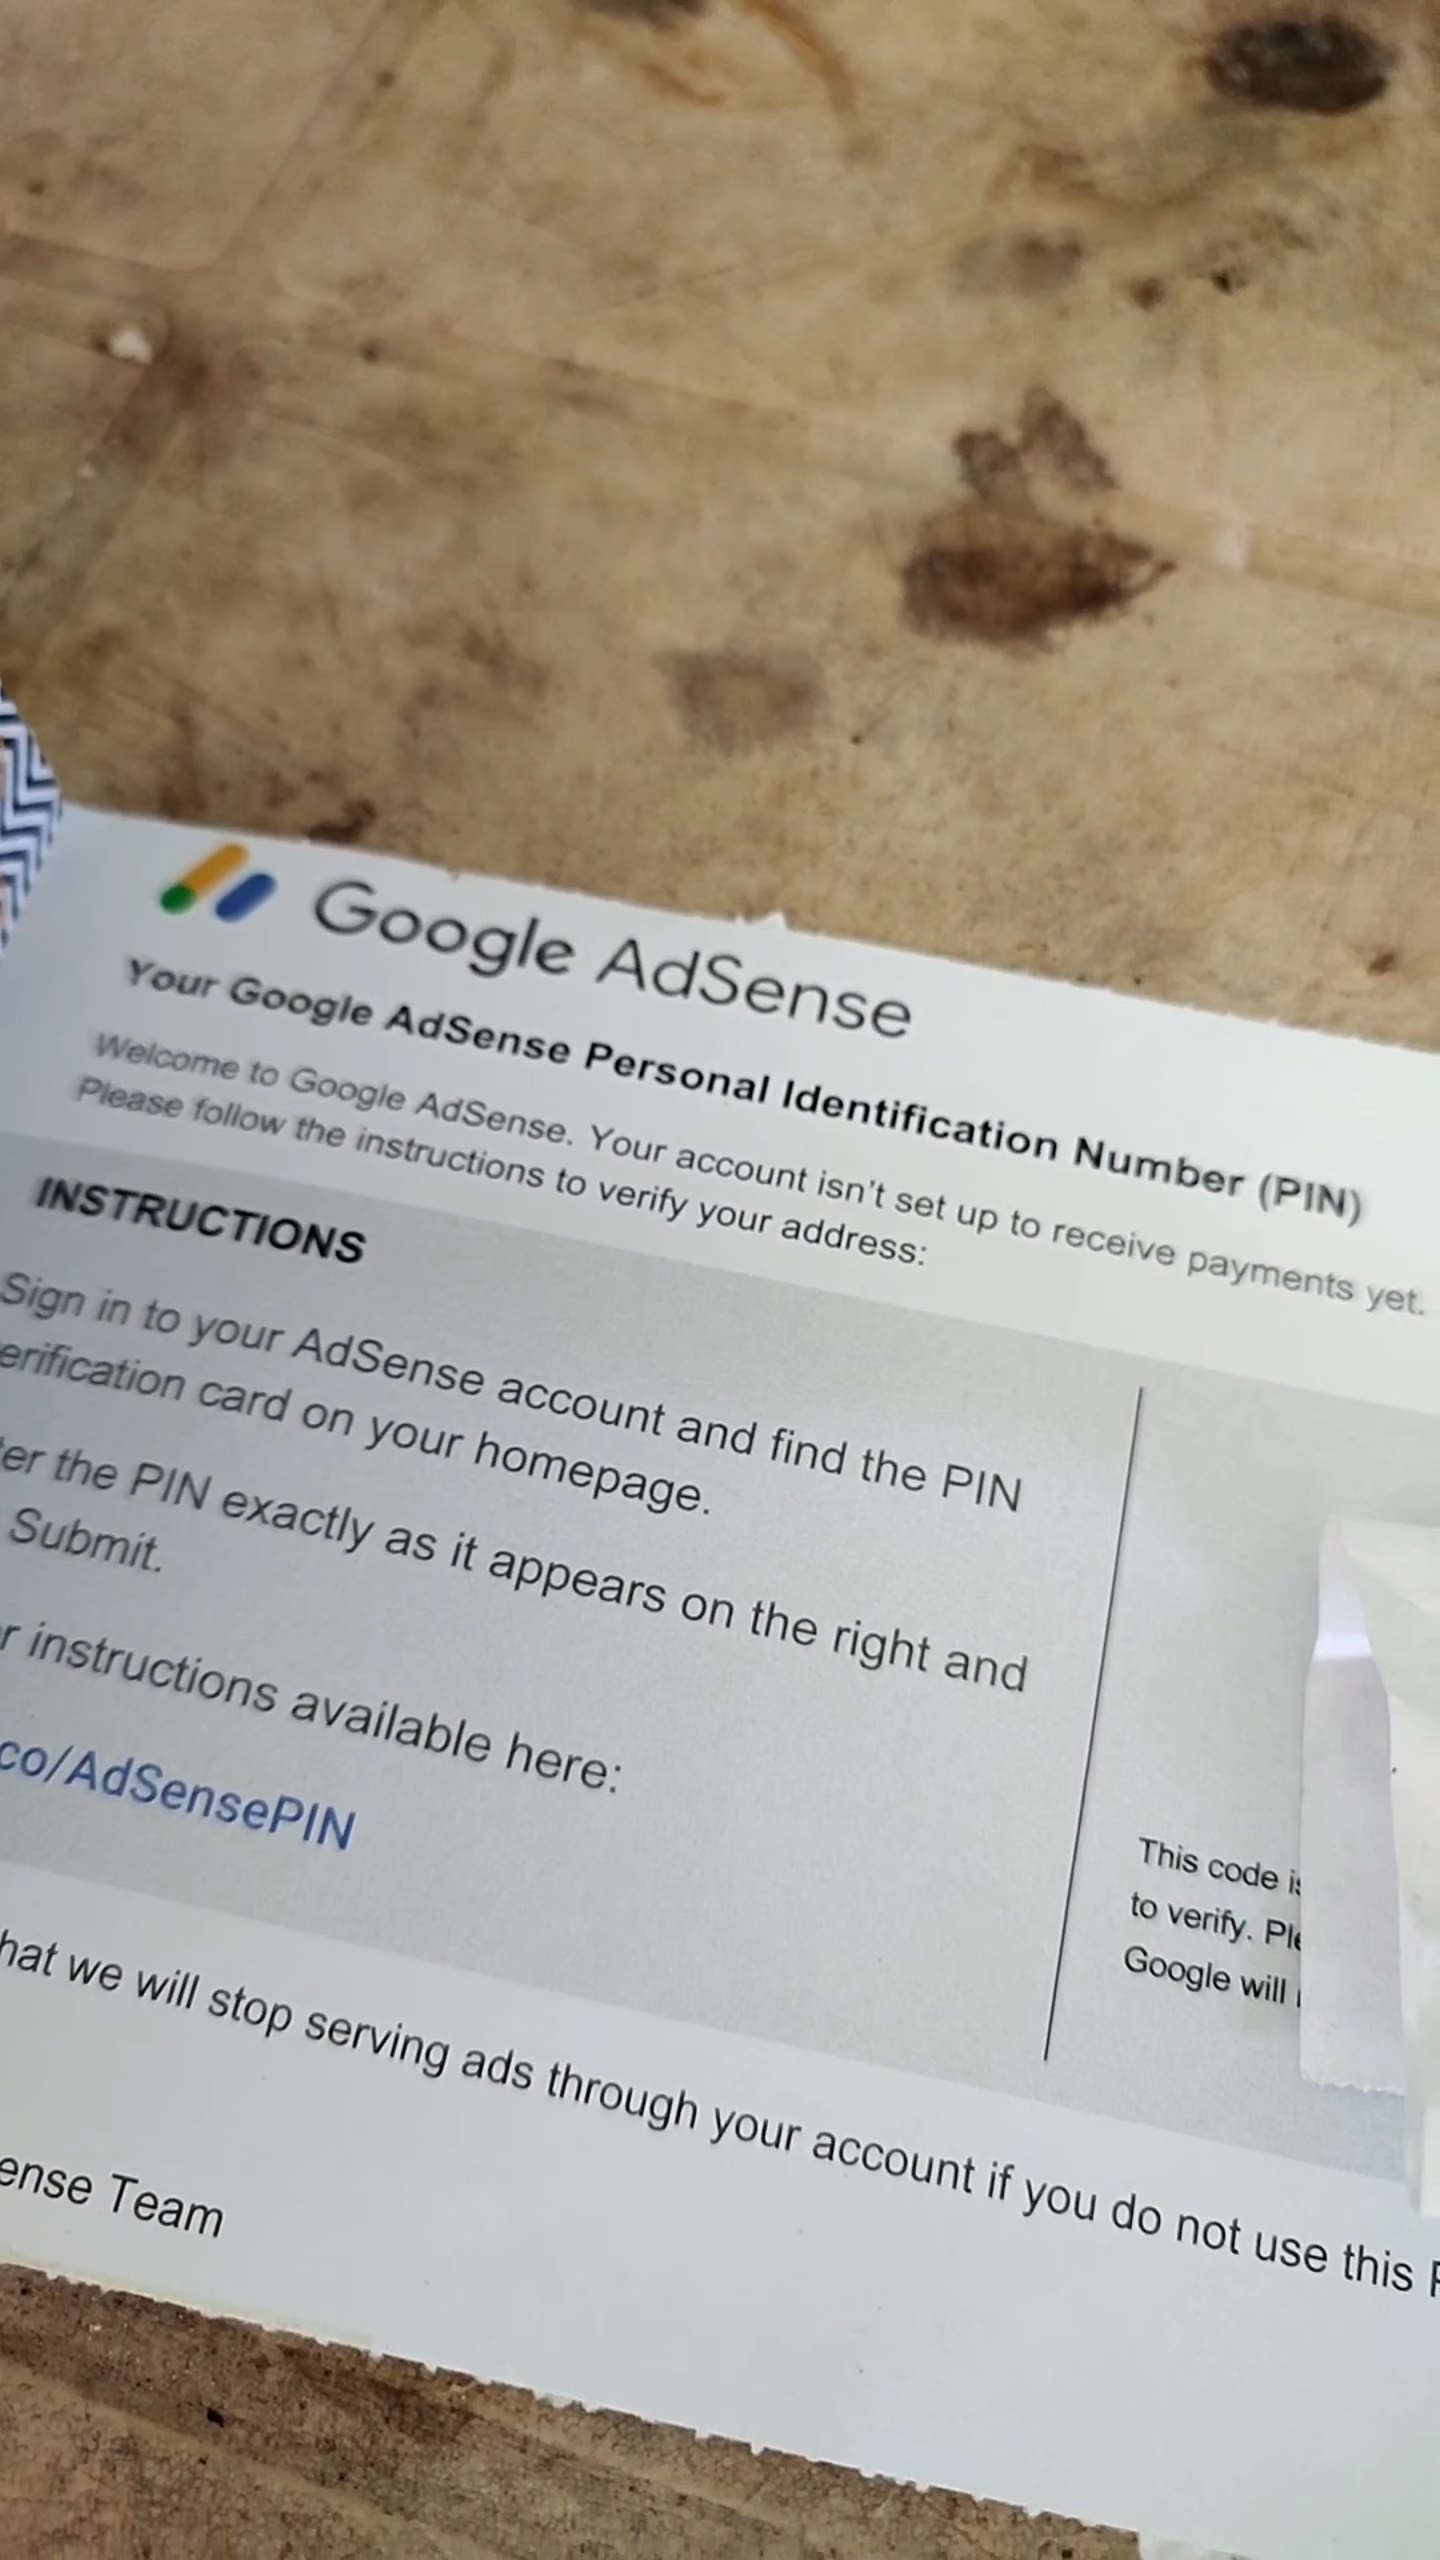 Google AdSense
Your Google AdSense Personal Identification Number (PIN)
Welcome to Google AdSense. Your account isn't set up to receive payments yet.
Please follow the instructions to verify your address:
INSTRUCTIONS
Sign in to your AdSense account and find the PIN
erification card on your homepage.
er the PIN exactly as it appears on the right and
Submit.
r instructions available here:
co/AdSensePIN
This code is
to verify. Ple
Google will
hat we will stop serving ads through your account if you do not use this P
ense Team